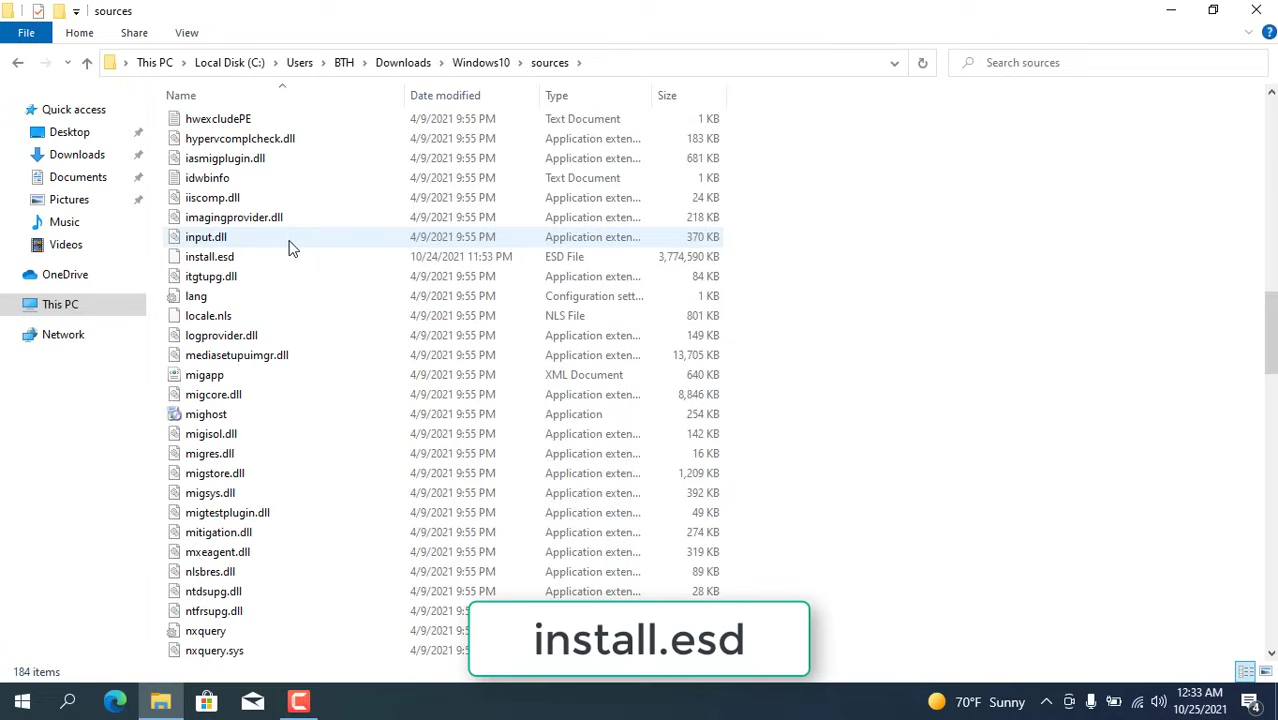 sources
File Home Share View
This PC > Local Disk (C:) > Users > BTH > Downloads > Windows10 > sources >
Search sources
Name Date modified Type Size
Quick access
Desktop
Downloads
Documents
Pictures
Music
Videos
OneDrive
This PC
Network
hwexcludePE 4/9/2021 9:55 PM Text Document 1 KB
hypervcomplcheck.dll 4/9/2021 9:55 PM Application exten... 183 KB
iasmigplugin.dll 4/9/2021 9:55 PM Application exten... 681 KB
idwbinfo 4/9/2021 9:55 PM Text Document 1 KB
iiscomp.dll 4/9/2021 9:55 PM Application exten... 24 KB
imagingprovider.dll 4/9/2021 9:55 PM Application exten... 218 KB
input.dll 4/9/2021 9:55 PM Application exten... 370 KB
install.esd 10/24/2021 11:53 PM ESD File 3,774,590 KB
itgtupg.dll 4/9/2021 9:55 PM Application exten... 84 KB
lang 4/9/2021 9:55 PM Configuration sett... 1 KB
locale.nls 4/9/2021 9:55 PM NLS File 801 KB
logprovider.dll 4/9/2021 9:55 PM Application exten... 149 KB
mediasetupuimgr.dll 4/9/2021 9:55 PM Application exten... 13,705 KB
migapp 4/9/2021 9:55 PM XML Document 640 KB
migcore.dll 4/9/2021 9:55 PM Application exten... 8,846 KB
mighost 4/9/2021 9:55 PM Application 254 KB
migisol.dll 4/9/2021 9:55 PM Application exten... 142 KB
migres.dll 4/9/2021 9:55 PM Application exten... 16 KB
migstore.dll 4/9/2021 9:55 PM Application exten... 1,209 KB
migsys.dll 4/9/2021 9:55 PM Application exten... 392 KB
migtestplugin.dll 4/9/2021 9:55 PM Application exten... 49 KB
mitigation.dll 4/9/2021 9:55 PM Application exten... 274 KB
mxeagent.dll 4/9/2021 9:55 PM Application exten... 319 KB
nlsbres.dll 4/9/2021 9:55 PM Application exten... 89 KB
ntdsupg.dll 4/9/2021 9:55 PM Application exten... 28 KB
ntfrsupg.dll 4/9/2021 9:5
nxquery 4/9/2021 9:5
nxquery.sys 4/9/2021 9:5
install.esd
184 items
70°F Sunny
12:33 AM
10/25/2021
4